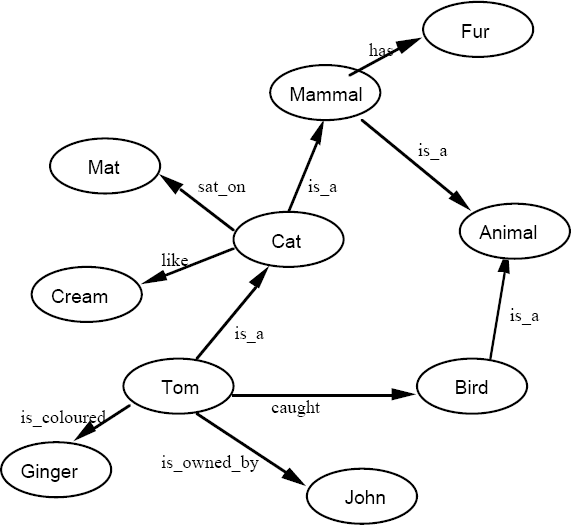 Fur
has
Mammal
is_a
Mat
sat_on
is_a
Cat
Animal
like
Cream
is_a
is_a
Tom
Bird
caught
is_coloured
is_owned_by
Ginger
John